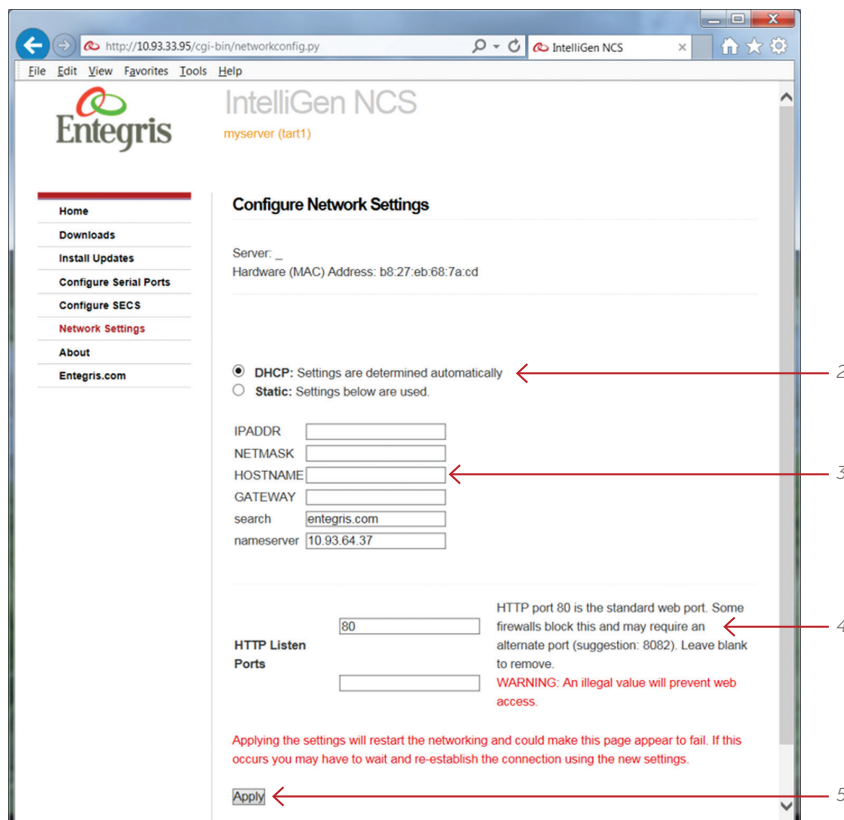 http://10.93.33.95/cgi-bin/networkconfig.py
IntelliGen NCS
File Edit View Favorites Tools Help
Entegris
IntelliGen NCS
myserver (tart1)
Home
Downloads
Install Updates
Configure Serial Ports
Configure SECS
Network Settings
About
Entegris.com
Configure Network Settings
Server: _
Hardware (MAC) Address: b8:27:eb:68:7a:cd
DHCP: Settings are determined automatically
2
Static: Settings below are used.
IPADDR
NETMASK
HOSTNAME
3
GATEWAY
search entegris.com
nameserver 10.93.64.37
HTTP Listen
Ports
80
HTTP port 80 is the standard web port. Some
firewalls block this and may require an
alternate port (suggestion: 8082). Leave blank
to remove.
WARNING: An illegal value will prevent web
access.
4
Applying the settings will restart the networking and could make this page appear to fail. If this
occurs you may have to wait and re-establish the connection using the new settings.
Apply
5